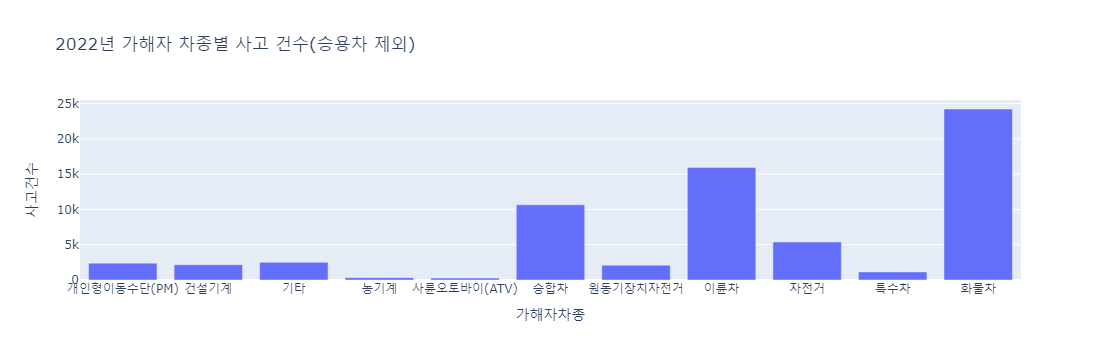 2022년 가해자 차종별 사고 건수(승용차 제외)
25k
20k
15k
10k
5k
0
사고건수
개인형이동수단(PM) 건설기계 기타 농기계 사륜오토바이(ATV) 승합차 원동기장치자전거 이륜차 자전거 특수차 화물차
가해자차종